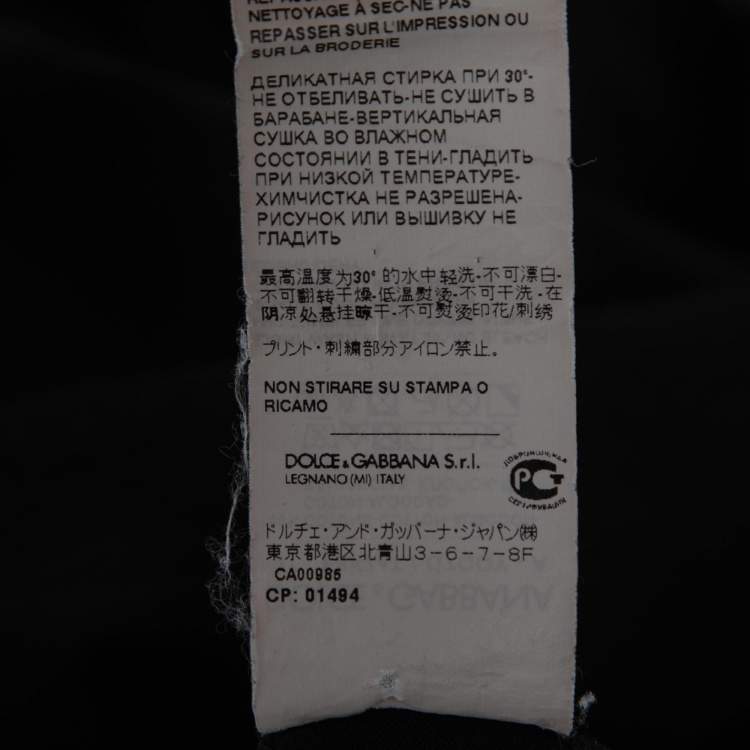 NETTOYAGE À SEC-NE PAS
REPASSER SUR L'IMPRESSION OU
SUR LA BRODERIE
ДЕЛИКАТНАЯ СТИРКА ПРИ 30°-
НЕ ОТБЕЛИВАТЬ-НЕ СУШИТЬ В
БАРАБАНЕ-ВЕРТИКАЛЬНАЯ
СУШКА ВО ВЛАЖНОМ
СОСТОЯНИИ В ТЕНИ-ГЛАДИТЬ
ПРИ НИЗКОЙ ТЕМПЕРАТУРЕ-
ХИМЧИСТКА НЕ РАЗРЕШЕНА-
РИСУНОК ИЛИ ВЫШИВКУ НЕ
ГЛАДИТЬ
最高温度为30°的水中轻洗-不可漂白-
不可翻转干燥-低温熨烫-不可干洗-在
阴凉处悬挂晾干-不可熨烫印花/刺绣
プリント・刺繍部分アイロン禁止。
NON STIRARE SU STAMPA O
RICAMO
DOLCE & GABBANA S.r.l.
LEGNANO (MI) ITALY
РСТ
ドルチェ・アンド・ガッバーナ・ジャパン㈱
東京都港区北青山3-6-7-8F
CA00985
CP: 01494